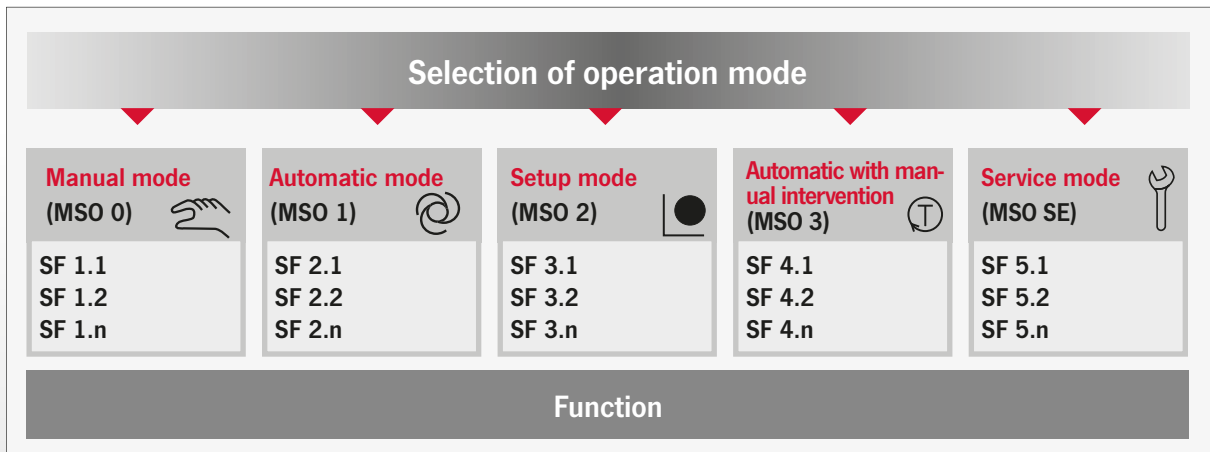 Selection of operation mode
Manual mode
(MSO 0)
SF 1.1
SF 1.2
SF 1.n
Automatic mode
(MSO 1)
SF 2.1
SF 2.2
SF 2.n
Setup mode
(MSO 2)
SF 3.1
SF 3.2
SF 3.n
Automatic with man-
ual intervention
(MSO 3)
T
SF 4.1
SF 4.2
SF 4.n
Service mode
(MSO SE)
SF 5.1
SF 5.2
SF 5.n
Function